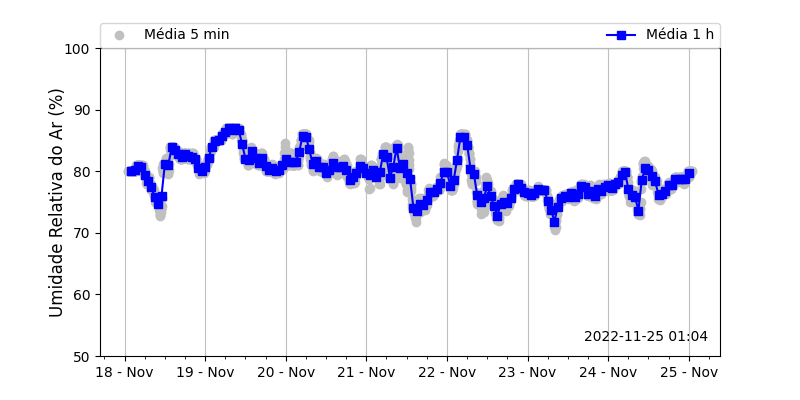 Média 5 min
Média 1 h
Umidade Relativa do Ar (%)
100
90
80
70
60
50
2022-11-25 01:04
18 - Nov
19 - Nov
20 - Nov
21 - Nov
22 - Nov
23 - Nov
24 - Nov
25 - Nov